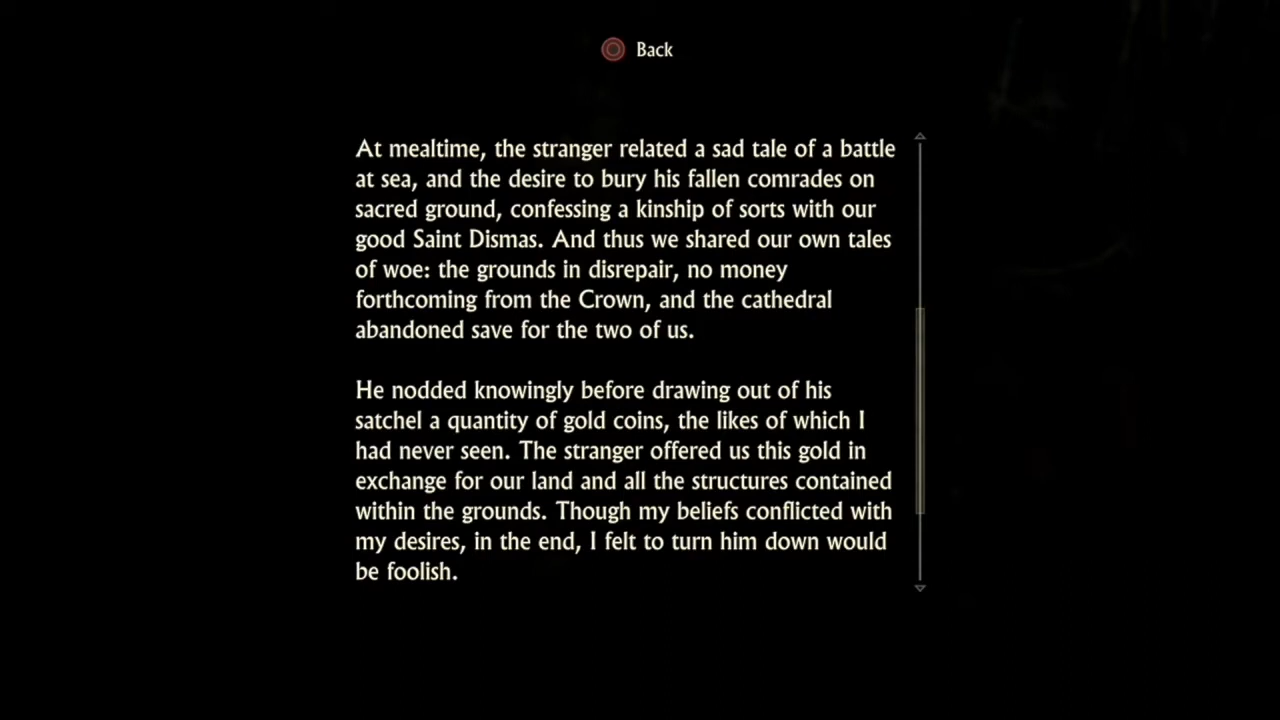 Back
At mealtime, the stranger related a sad tale of a battle
at sea, and the desire to bury his fallen comrades on
sacred ground, confessing a kinship of sorts with our
good Saint Dismas. And thus we shared our own tales
of woe: the grounds in disrepair, no money
forthcoming from the Crown, and the cathedral
abandoned save for the two of us.
He nodded knowingly before drawing out of his
satchel a quantity of gold coins, the likes of which I
had never seen. The stranger offered us this gold in
exchange for our land and all the structures contained
within the grounds. Though my beliefs conflicted with
my desires, in the end, I felt to turn him down would
be foolish.